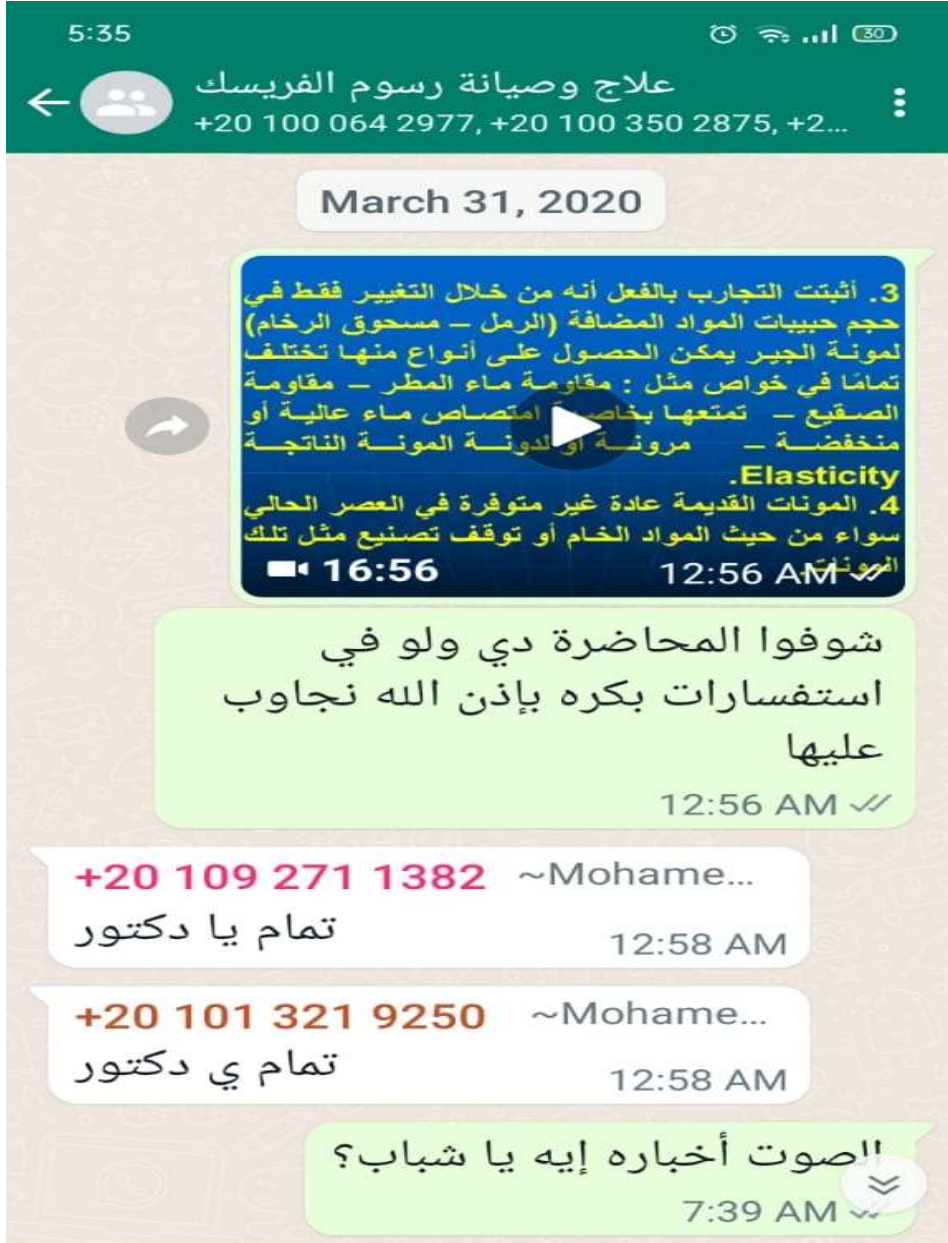 5:35
30
علاج وصيانة رسوم الفريسك
+20 100 064 2977, +20 100 350 2875, +2...
March 31, 2020
3. أثبتت التجارب بالفعل أنه من خلال التغيير فقط في
حجم حبيبات المواد المضافة (الرمل – مسحوق الرخام)
لمونة الجير يمكن الحصول على أنواع منها تختلف
تمامًا في خواص مثل : مقاومة ماء المطر – مقاومة
الصقيع – تمتعها بخاصية امتصاص ماء عالية أو
منخفضة – مرونة أو لدونة المونة الناتجة
Elasticity.
4. المونات القديمة عادة غير متوفرة في العصر الحالي
سواء من حيث المواد الخام أو توقف تصنيع مثل تلك
المونات.
16:56
12:56 AM
شوفوا المحاضرة دي ولو في
استفسارات بكره بإذن الله نجاوب
عليها
12:56 AM
+20 109 271 1382 ~Mohame...
تمام يا دكتور
12:58 AM
+20 101 321 9250 ~Mohame...
تمام ي دكتور
12:58 AM
الصوت أخباره إيه يا شباب؟
7:39 AM